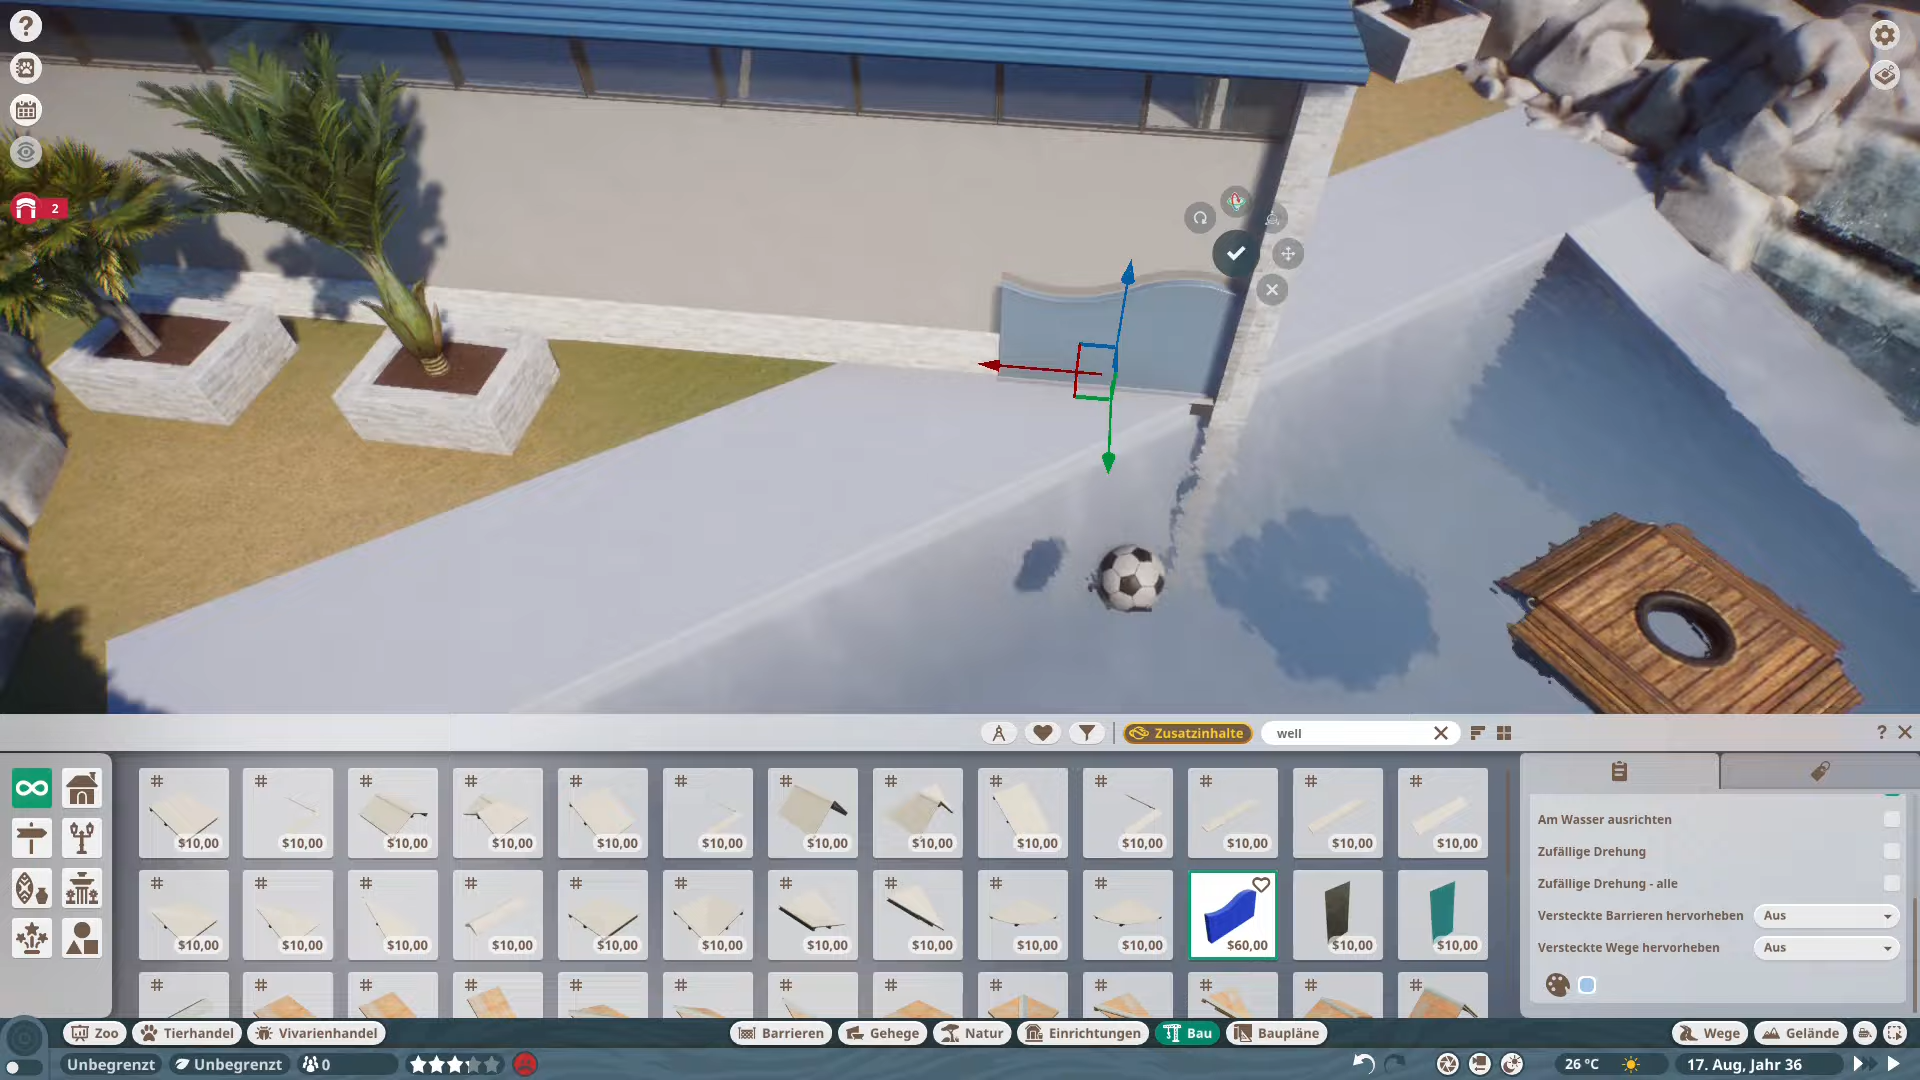 ?
2
Zusatzinhalte
well
?
$10,00 $10,00 $10,00 $10,00 $10,00 $10,00 $10,00 $10,00 $10,00 $10,00 $10,00 $10,00 $10,00
$10,00 $10,00 $10,00 $10,00 $10,00 $10,00 $10,00 $10,00 $10,00 $10,00 $60,00 $10,00 $10,00
Am Wasser ausrichten
Zufällige Drehung
Zufällige Drehung - alle
Versteckte Barrieren hervorheben Aus
Versteckte Wege hervorheben Aus
Zoo Tierhandel Vivarienhandel Barrieren Gehege Natur Einrichtungen Bau Baupläne Wege Gelände
Unbegrenzt Unbegrenzt 0 26 °C 17. Aug, Jahr 36